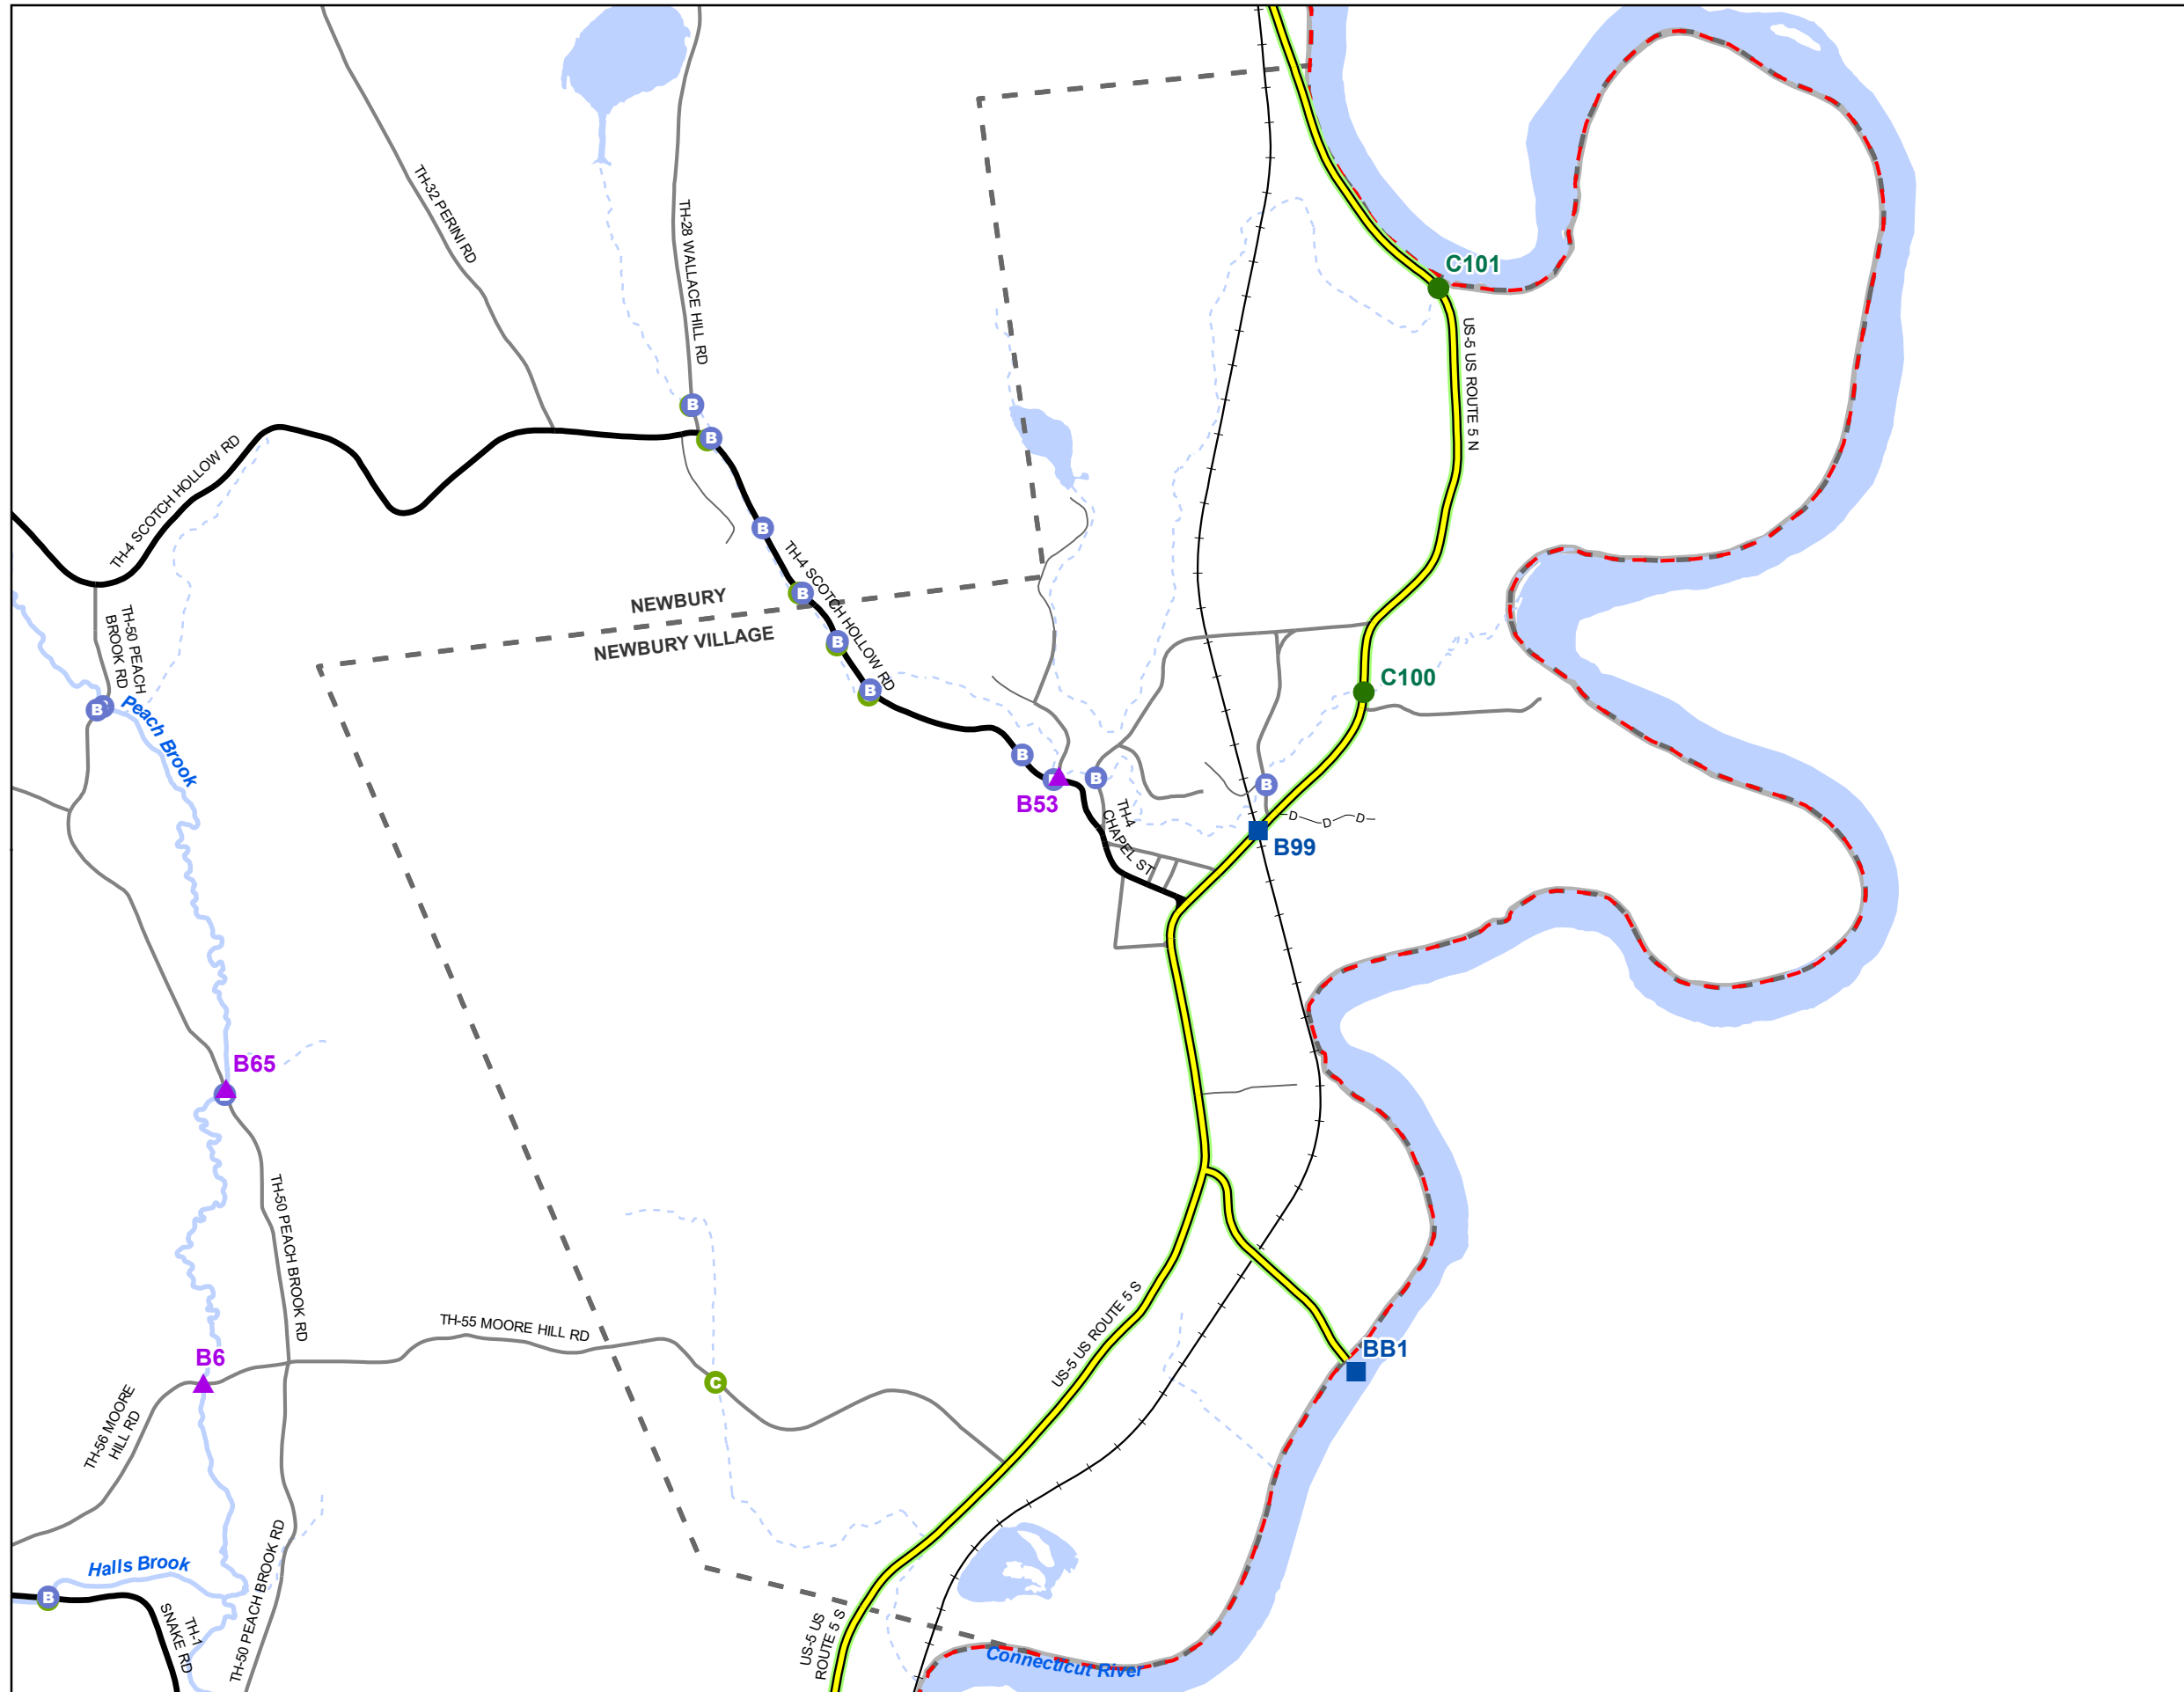 TH-32 PERINI RD
TH-28 WALLACE HILL RD
C101
US-5 US ROUTE 5 N
B
B
TH-4 SCOTCH HOLLOW RD
B
TH-4 SCOTCH HOLLOW RD
B
NEWBURY
NEWBURY VILLAGE
TH-50 PEACH
BROOK RD
B
B
C100
B
Peach Brook
B
B
B
B53
TH-4
CHAPEL ST
D
D
D
B99
B65
TH-50 PEACH BROOK RD
US-5 US ROUTE 5 S
TH-55 MOORE HILL RD
BB1
B6
C
TH-56 MOORE
HILL RD
Halls Brook
B
TH-1
SNAKE RD
TH-50 PEACH BROOK RD
US-5 US
ROUTE 5 S
Connecticut River